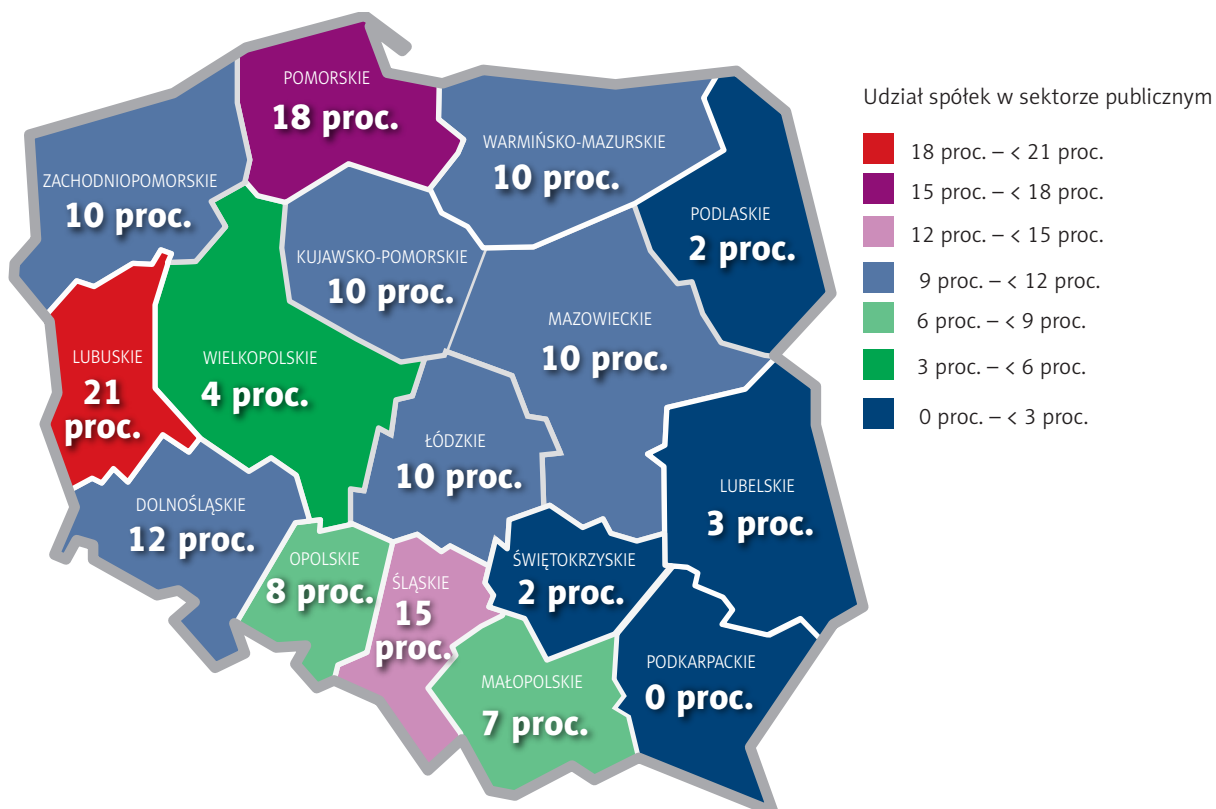 POMORSKIE
18 proc.
WARMIŃSKO-MAZURSKIE
10 proc.
ZACHODNIOPOMORSKIE
10 proc.
PODLASKIE
2 proc.
KUJAWSKO-POMORSKIE
10 proc.
MAZOWIECKIE
10 proc.
LUBUSKIE
21
proc.
WIELKOPOLSKIE
4 proc.
ŁÓDZKIE
10 proc.
LUBELSKIE
3 proc.
DOLNOŚLĄSKIE
12 proc.
OPOLSKIE
8 proc.
ŚLĄSKIE
15
proc.
ŚWIĘTOKRZYSKIE
2 proc.
MAŁOPOLSKIE
7 proc.
PODKARPACKIE
0 proc.
Udział spółek w sektorze publicznym
18 proc. – < 21 proc.
15 proc. – < 18 proc.
12 proc. – < 15 proc.
9 proc. – < 12 proc.
6 proc. – < 9 proc.
3 proc. – < 6 proc.
0 proc. – < 3 proc.